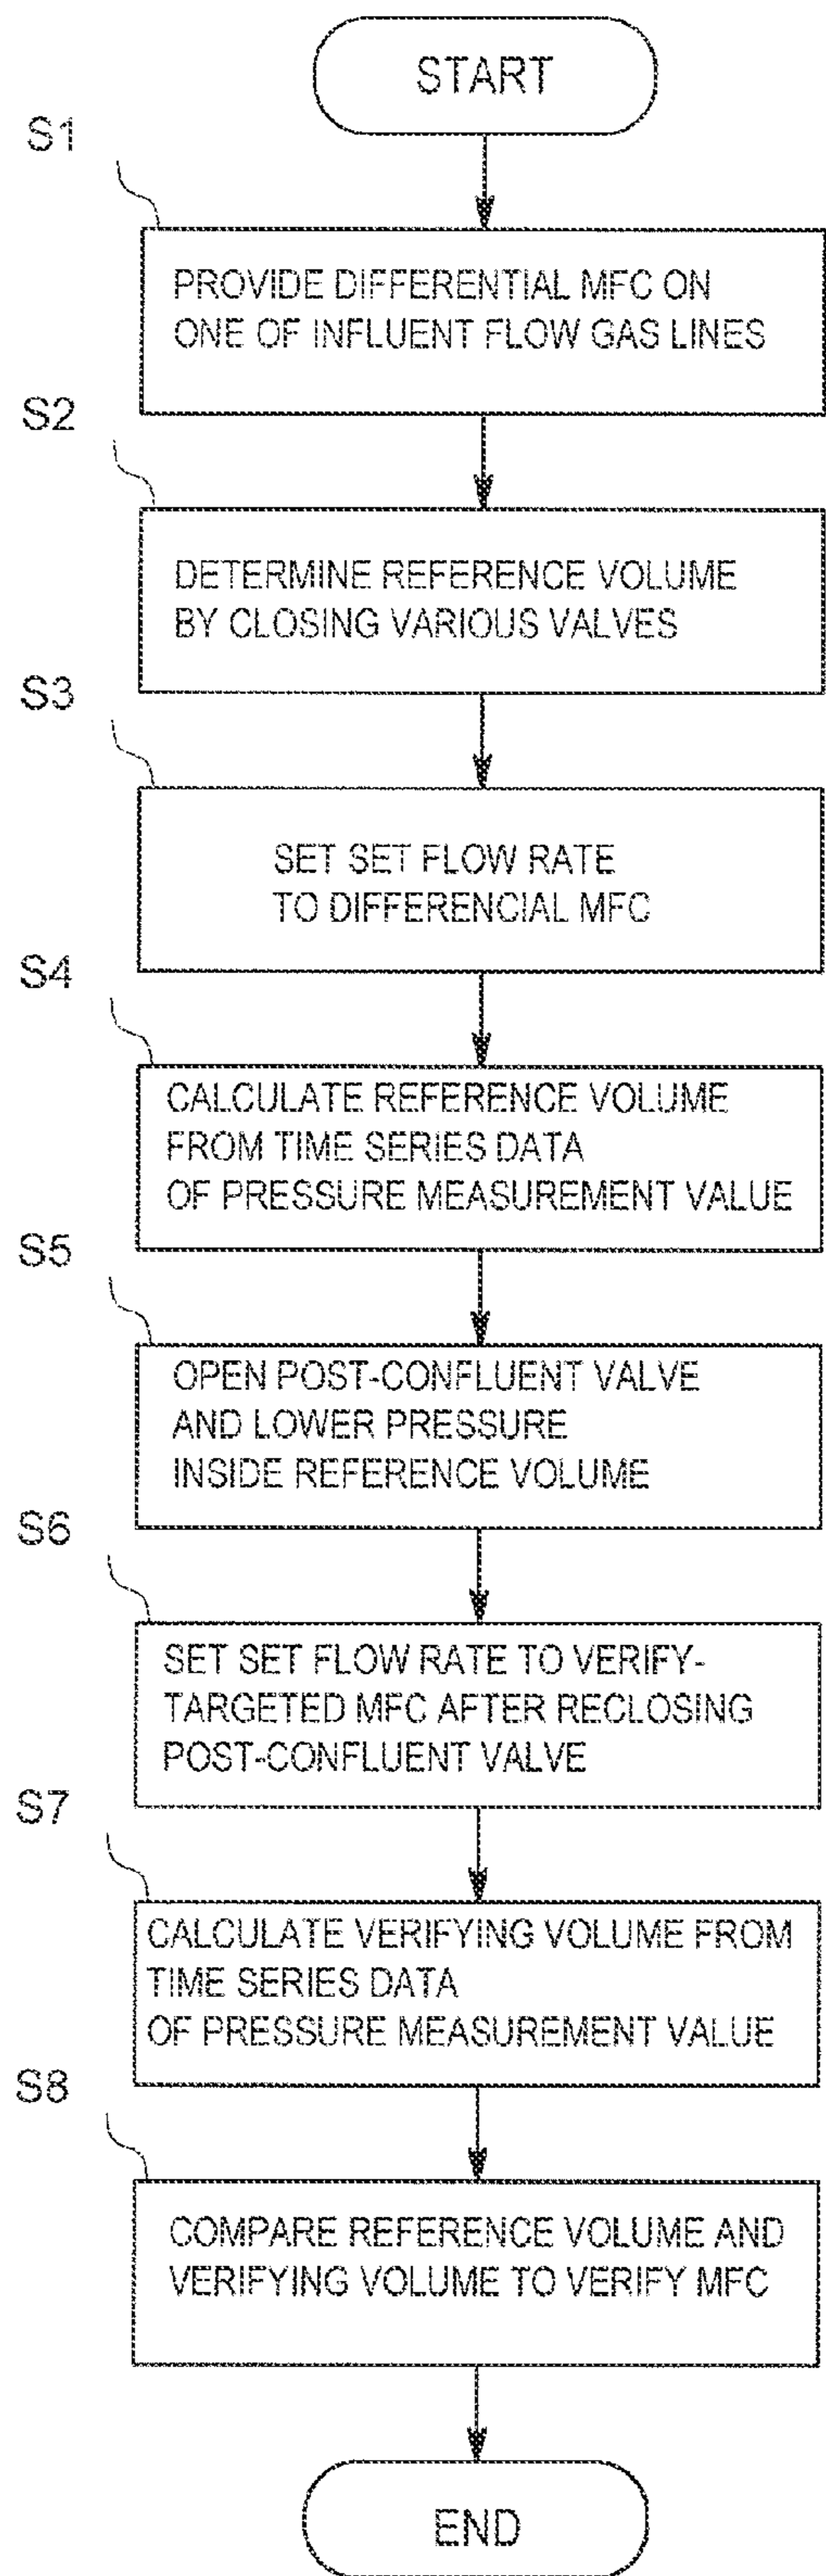 START
S1
PROVIDE DIFFERENTIAL MFC ON
ONE OF INFLUENT FLOW GAS LINES
S2
DETERMINE REFERENCE VOLUME
BY CLOSING VARIOUS VALVES
S3
SET SET FLOW RATE
TO DIFFERENCIAL MFC
S4
CALCULATE REFERENCE VOLUME
FROM TIME SERIES DATA
OF PRESSURE MEASUREMENT VALUE
S5
OPEN POST-CONFLUENT VALVE
AND LOWER PRESSURE
INSIDE REFERENCE VOLUME
S6
SET SET FLOW RATE TO VERIFY-
TARGETED MFC AFTER RECLOSING
POST-CONFLUENT VALVE
S7
CALCULATE VERIFYING VOLUME FROM
TIME SERIES DATA
OF PRESSURE MEASUREMENT VALUE
S8
COMPARE REFERENCE VOLUME AND
VERIFYING VOLUME TO VERIFY MFC
END